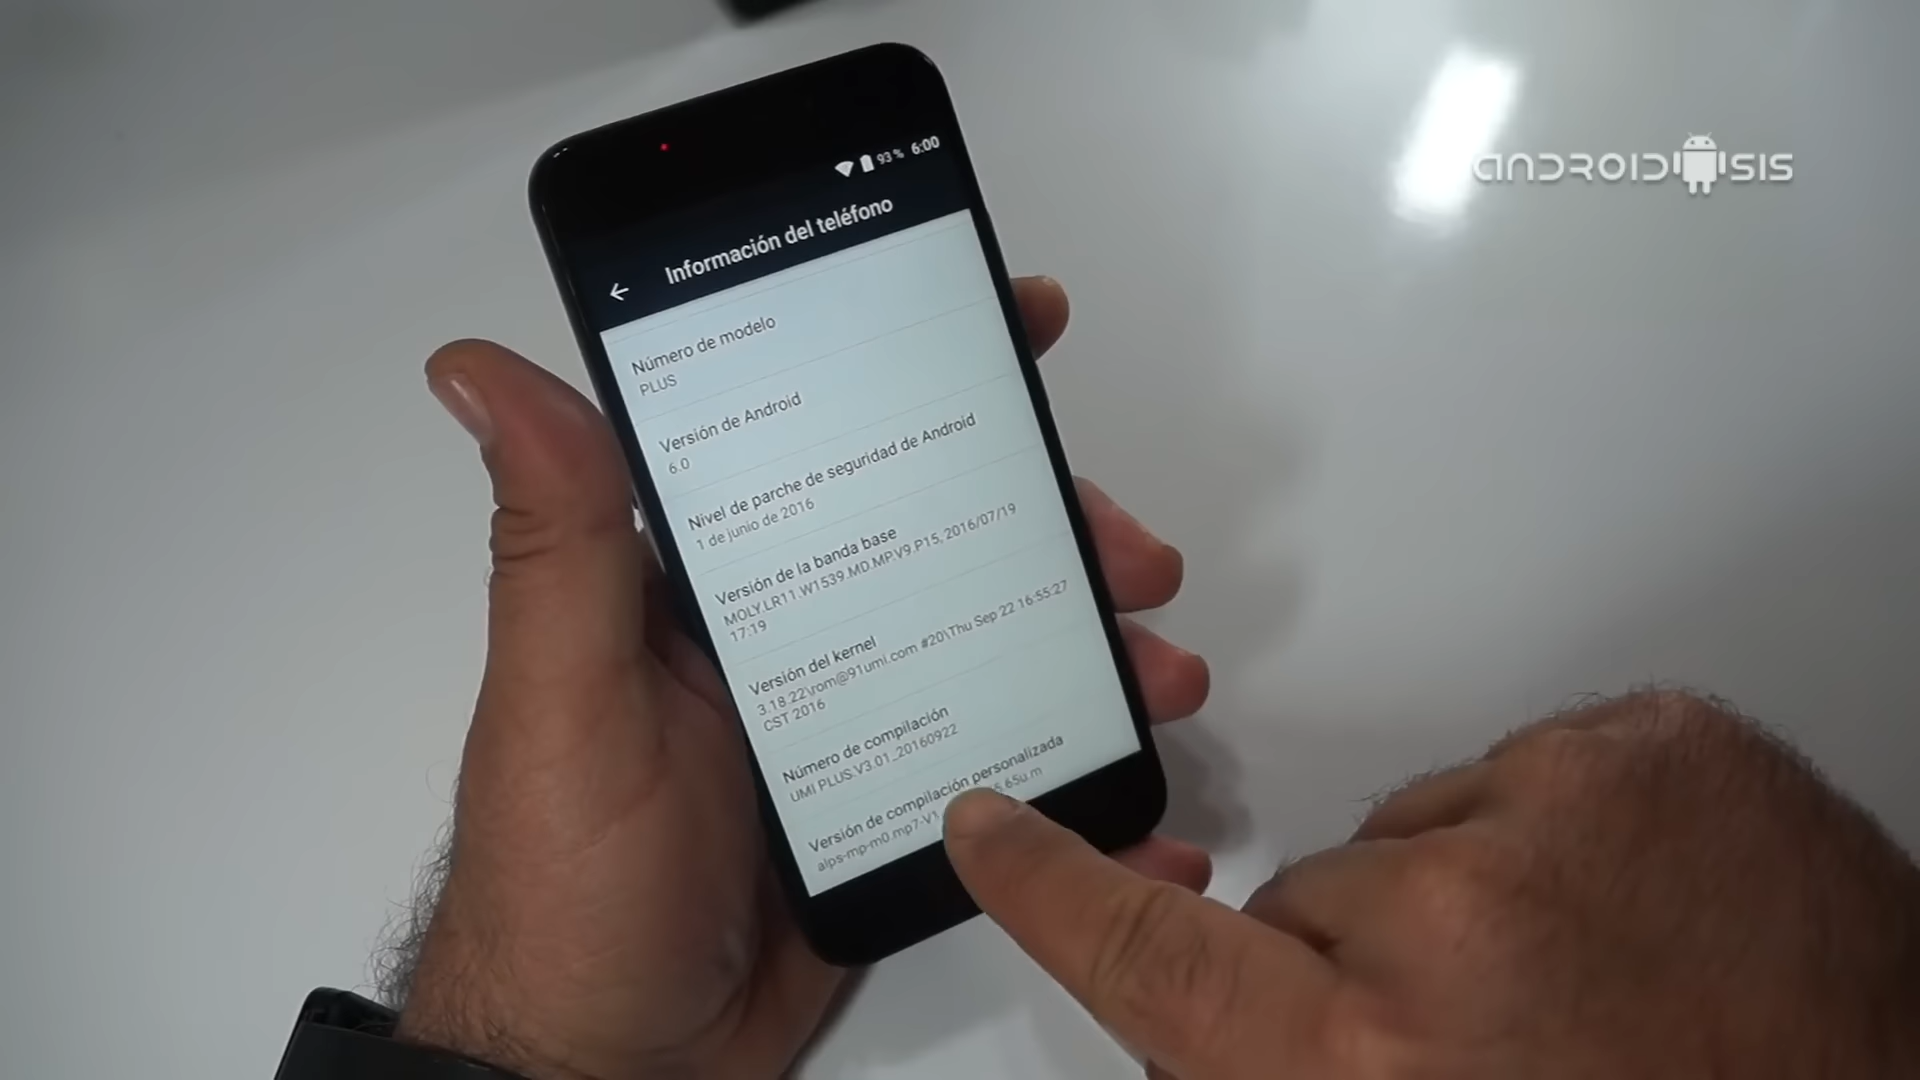 ANDROIDSIS
93 % 6:00
Información del teléfono
Número de modelo
PLUS
Versión de Android
6.0
Nivel de parche de seguridad de Android
1 de junio de 2016
Versión de la banda base
MOLY.LR11.W1539.MD.MP.V9.P15, 2016/07/19
17:19
Versión del kernel
3.18.22\rom@91umi.com #20\Thu Sep 22 16:55:27
CST 2016
Número de compilación
UMI PLUS.V3.01_20160922
Versión de compilación personalizada
alps-mp-m0.mp7-V1 65u.m